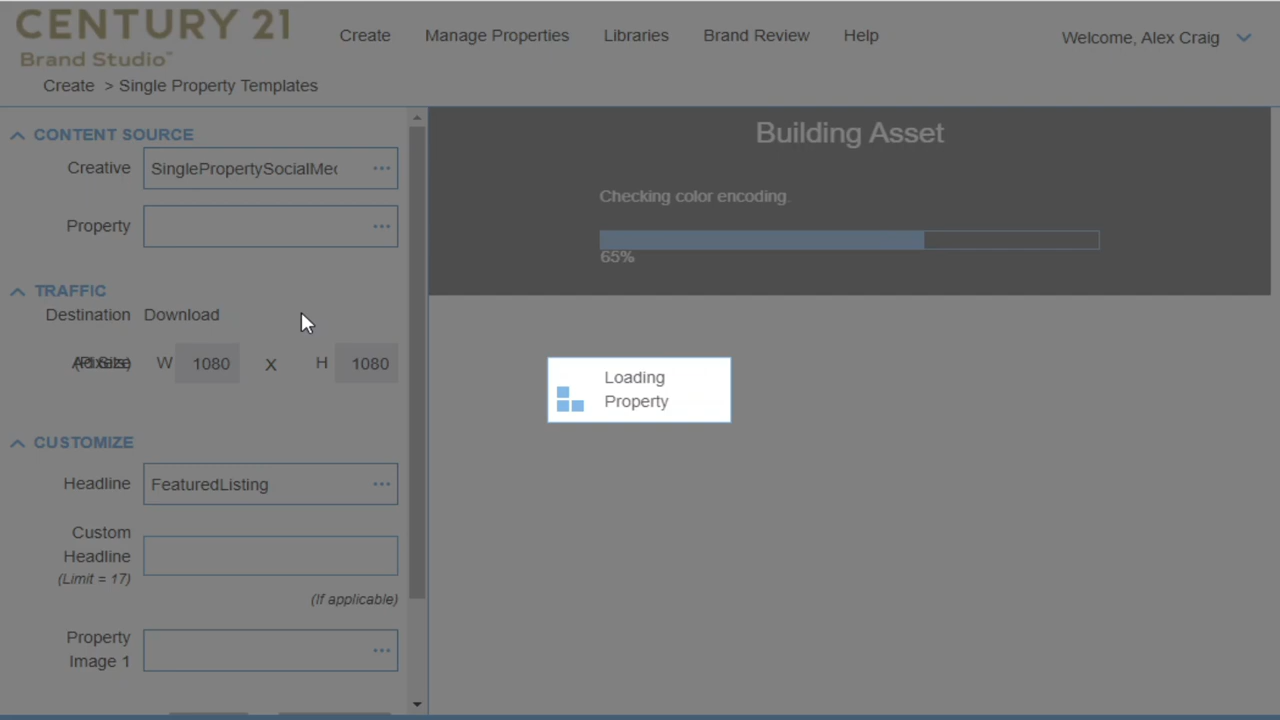 CENTURY 21
Brand Studio™
Create Manage Properties Libraries Brand Review Help
Welcome, Alex Craig
Create > Single Property Templates
CONTENT SOURCE
Creative SinglePropertySocialMec ...
Property ...
TRAFFIC
Destination Download
W 1080 X H 1080
CUSTOMIZE
Headline FeaturedListing ...
Custom
Headline
(Limit = 17)
(If applicable)
Property
Image 1 ...
Building Asset
Checking color encoding.
65%
Loading
Property